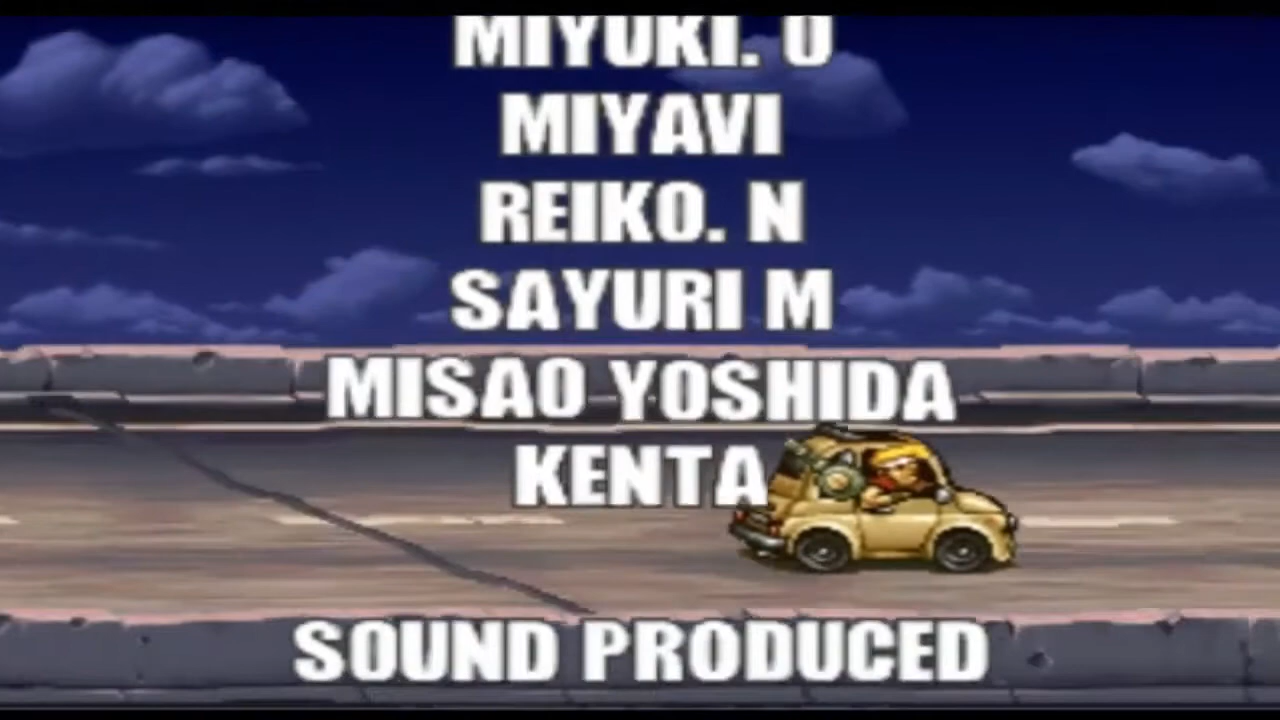 MIYUKI. O
MIYAVI
REIKO. N
SAYURI M
MISAO YOSHIDA
KENTA
SOUND PRODUCED